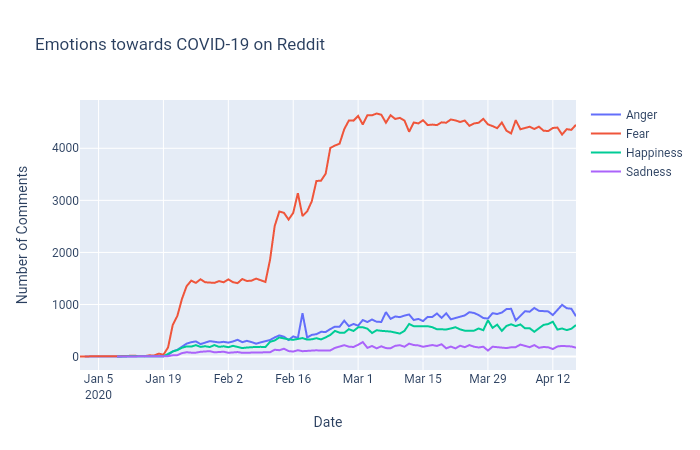 Emotions towards COVID-19 on Reddit
Anger
Fear
Happiness
Sadness
Number of Comments
4000
3000
2000
1000
0
Jan 5
2020
Jan 19
Feb 2
Feb 16
Mar 1
Mar 15
Mar 29
Apr 12
Date